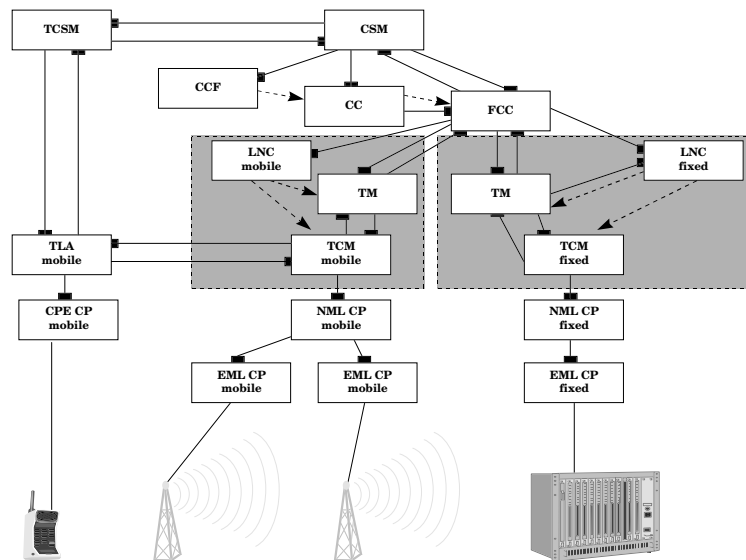 TCSM
CSM
CCF
CC
FCC
LNC
mobile
LNC
fixed
TM
TM
TLA
mobile
TCM
mobile
TCM
fixed
CPE CP
mobile
NML CP
mobile
NML CP
fixed
EML CP
mobile
EML CP
mobile
EML CP
fixed